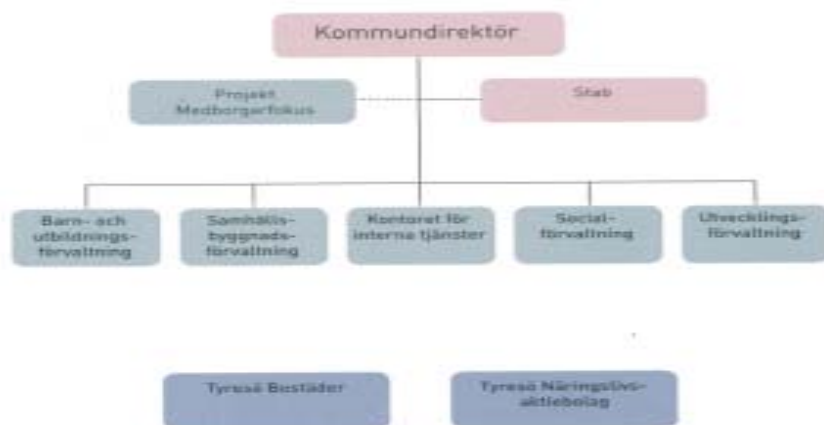 Kommundirektör
Projekt
Medborgarfokus
Stab
Barn- och
utbildnings-
förvaltning
Samhälls-
byggnads-
förvaltning
Kontoret för
interna tjänster
Social-
förvaltning
Utvecklings-
förvaltning
Tyresö Bostäder
Tyresö Näringslivs-
aktiebolag